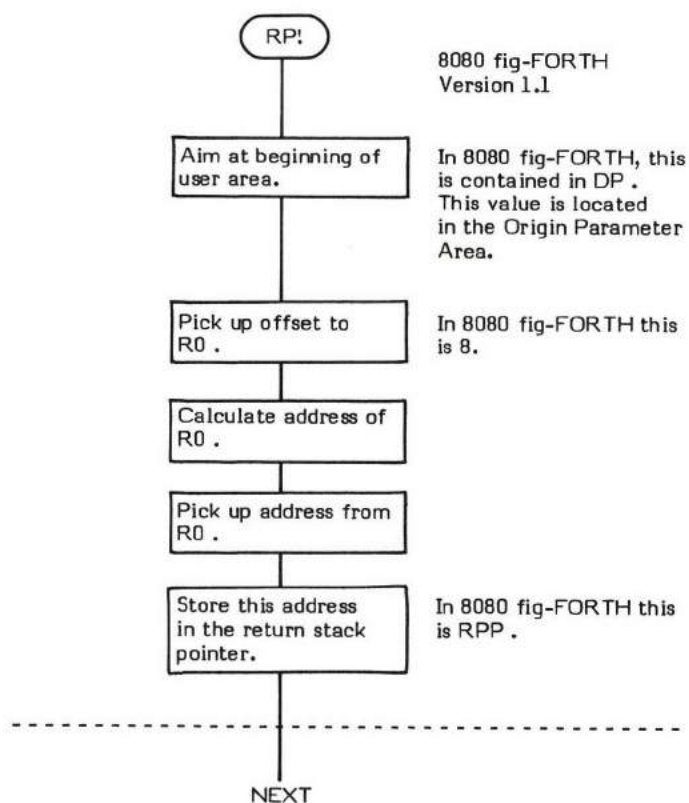 RP!
8080 fig-FORTH
Version 1.1
Aim at beginning of
user area.
In 8080 fig-FORTH, this
is contained in DP .
This value is located
in the Origin Parameter
Area.
Pick up offset to
R0 .
In 8080 fig-FORTH this
is 8.
Calculate address of
R0 .
Pick up address from
R0 .
Store this address
in the return stack
pointer.
In 8080 fig-FORTH this
is RPP .
NEXT